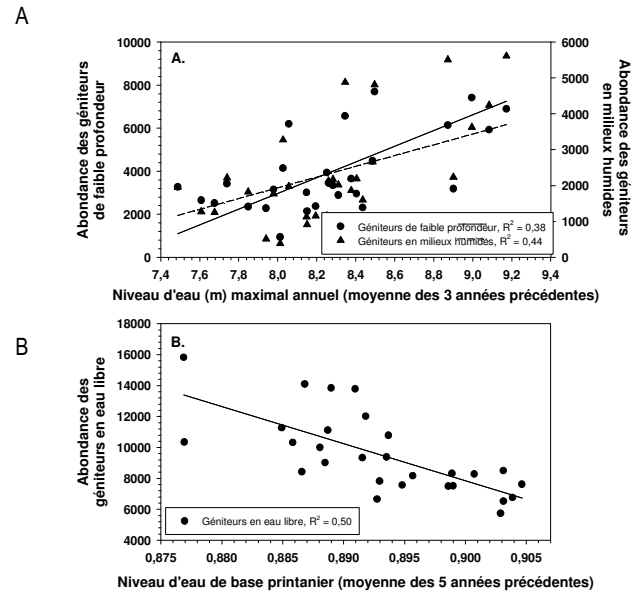 A
A.
10000
8000
6000
4000
2000
0
Abondance des géniteurs
de faible profondeur
6000
5000
4000
3000
2000
1000
0
Abondance des géniteurs
en milieux humides
Géniteurs de faible profondeur, R² = 0,38
Géniteurs en milieux humides, R² = 0,44
7,4 7,6 7,8 8,0 8,2 8,4 8,6 8,8 9,0 9,2 9,4
Niveau d'eau (m) maximal annuel (moyenne des 3 années précédentes)
B
B.
18000
16000
14000
12000
10000
8000
6000
4000
Abondance des
géniteurs en eau libre
Géniteurs en eau libre, R² = 0,50
0,875 0,880 0,885 0,890 0,895 0,900 0,905
Niveau d'eau de base printanier (moyenne des 5 années précédentes)